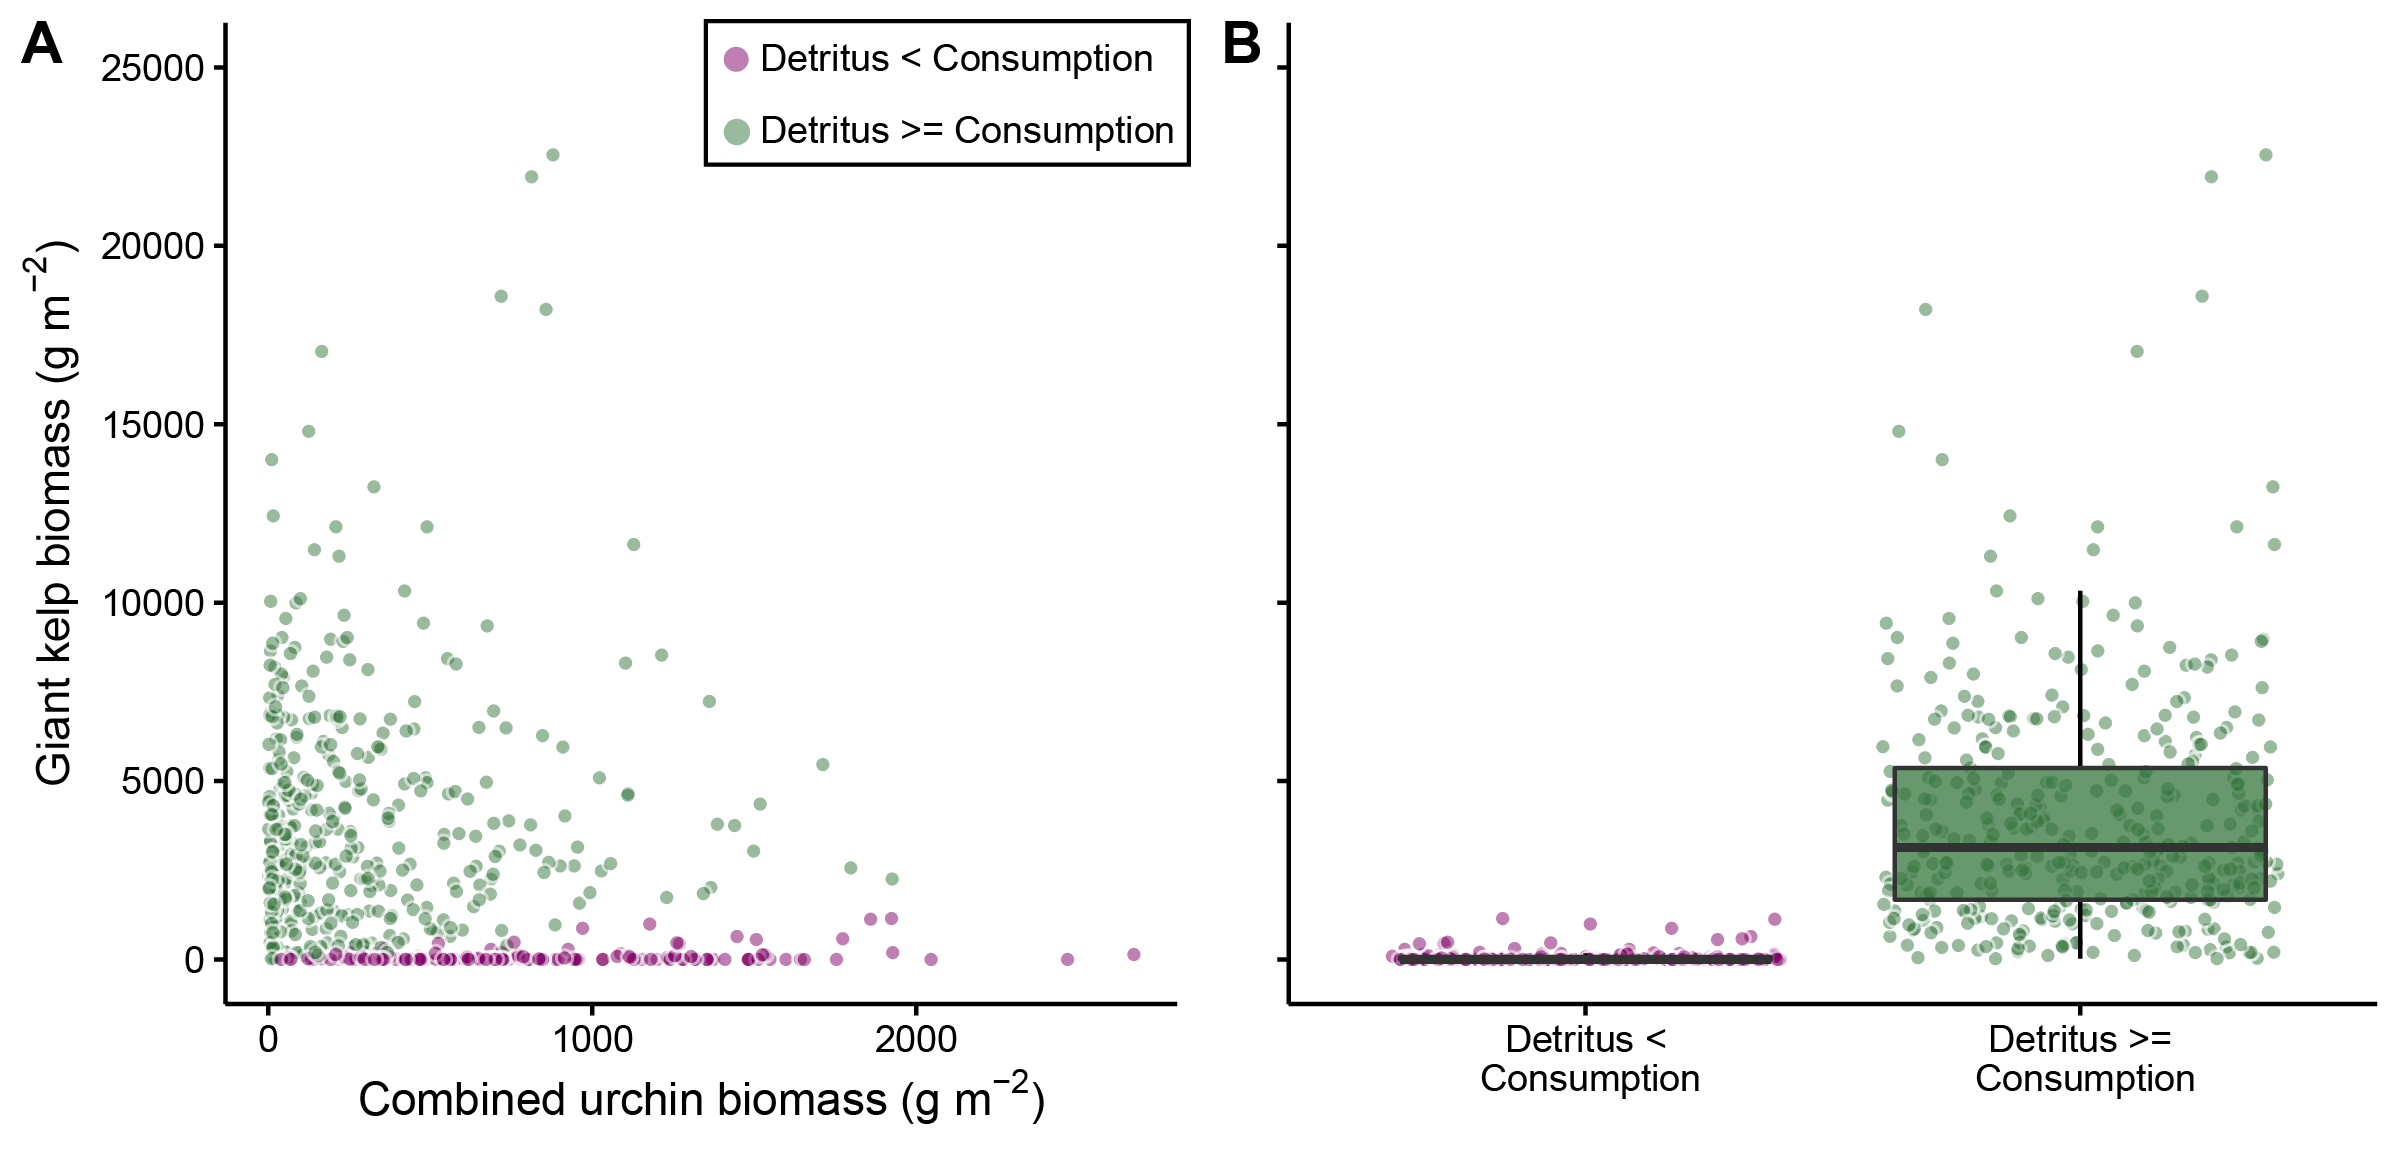 A
B
Detritus < Consumption
Detritus >= Consumption
Giant kelp biomass (g m⁻²)
25000
20000
15000
10000
5000
0
0
1000
2000
Combined urchin biomass (g m⁻²)
Detritus <
Consumption
Detritus >=
Consumption